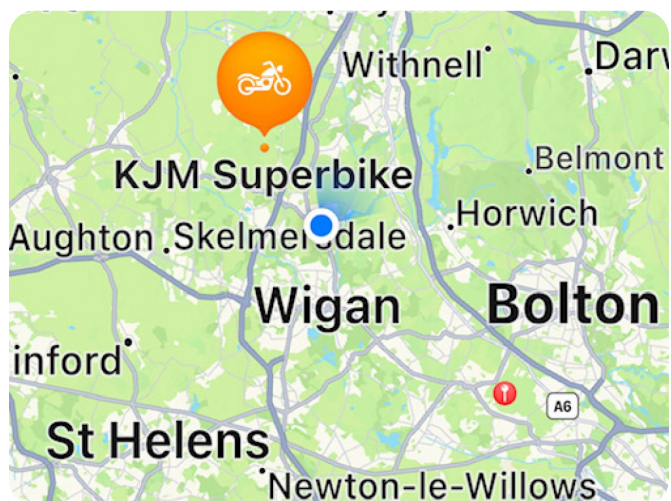 Withnell
Darw
KJM Superbike
Belmont
Horwich
Aughton
Skelmersdale
Wigan
Bolton
inford
A6
St Helens
Newton-le-Willows